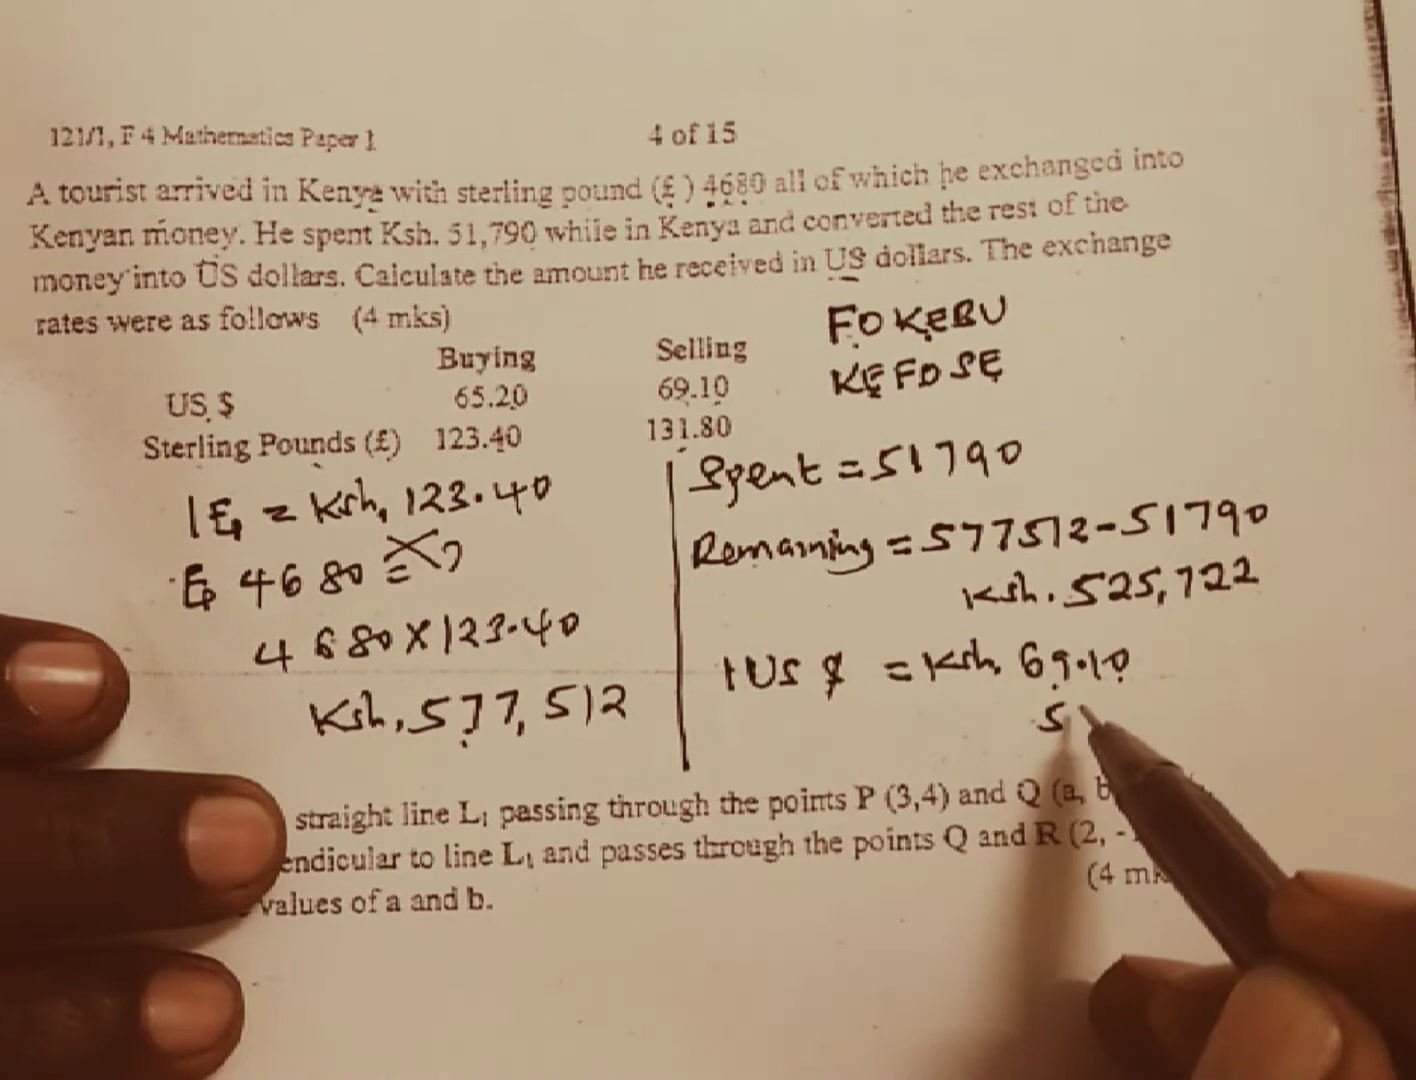 121/1, F 4 Mathematics Paper 1
4 of 15
A tourist arrived in Kenya with sterling pound (£ ) 4680 all of which he exchanged into
Kenyan money. He spent Ksh. 51,790 while in Kenya and converted the rest of the
money into US dollars. Calculate the amount he received in US dollars. The exchange
rates were as follows (4 mks)
Buying Selling
US $ 65.20 69.10
Sterling Pounds (£) 123.40 131.80
FOKEBU
KEFOSE
1£ = Ksh. 123.40
£ 4680 = ?
4680 X 123.40
Ksh. 577,512
Spent = 51790
Remaining = 577512 - 51790
Ksh. 525,722
1 US $ = Ksh. 69.10
5
straight line L₁ passing through the points P (3,4) and Q (a, b
endicular to line L₁ and passes through the points Q and R (2, -
(4 mk
values of a and b.